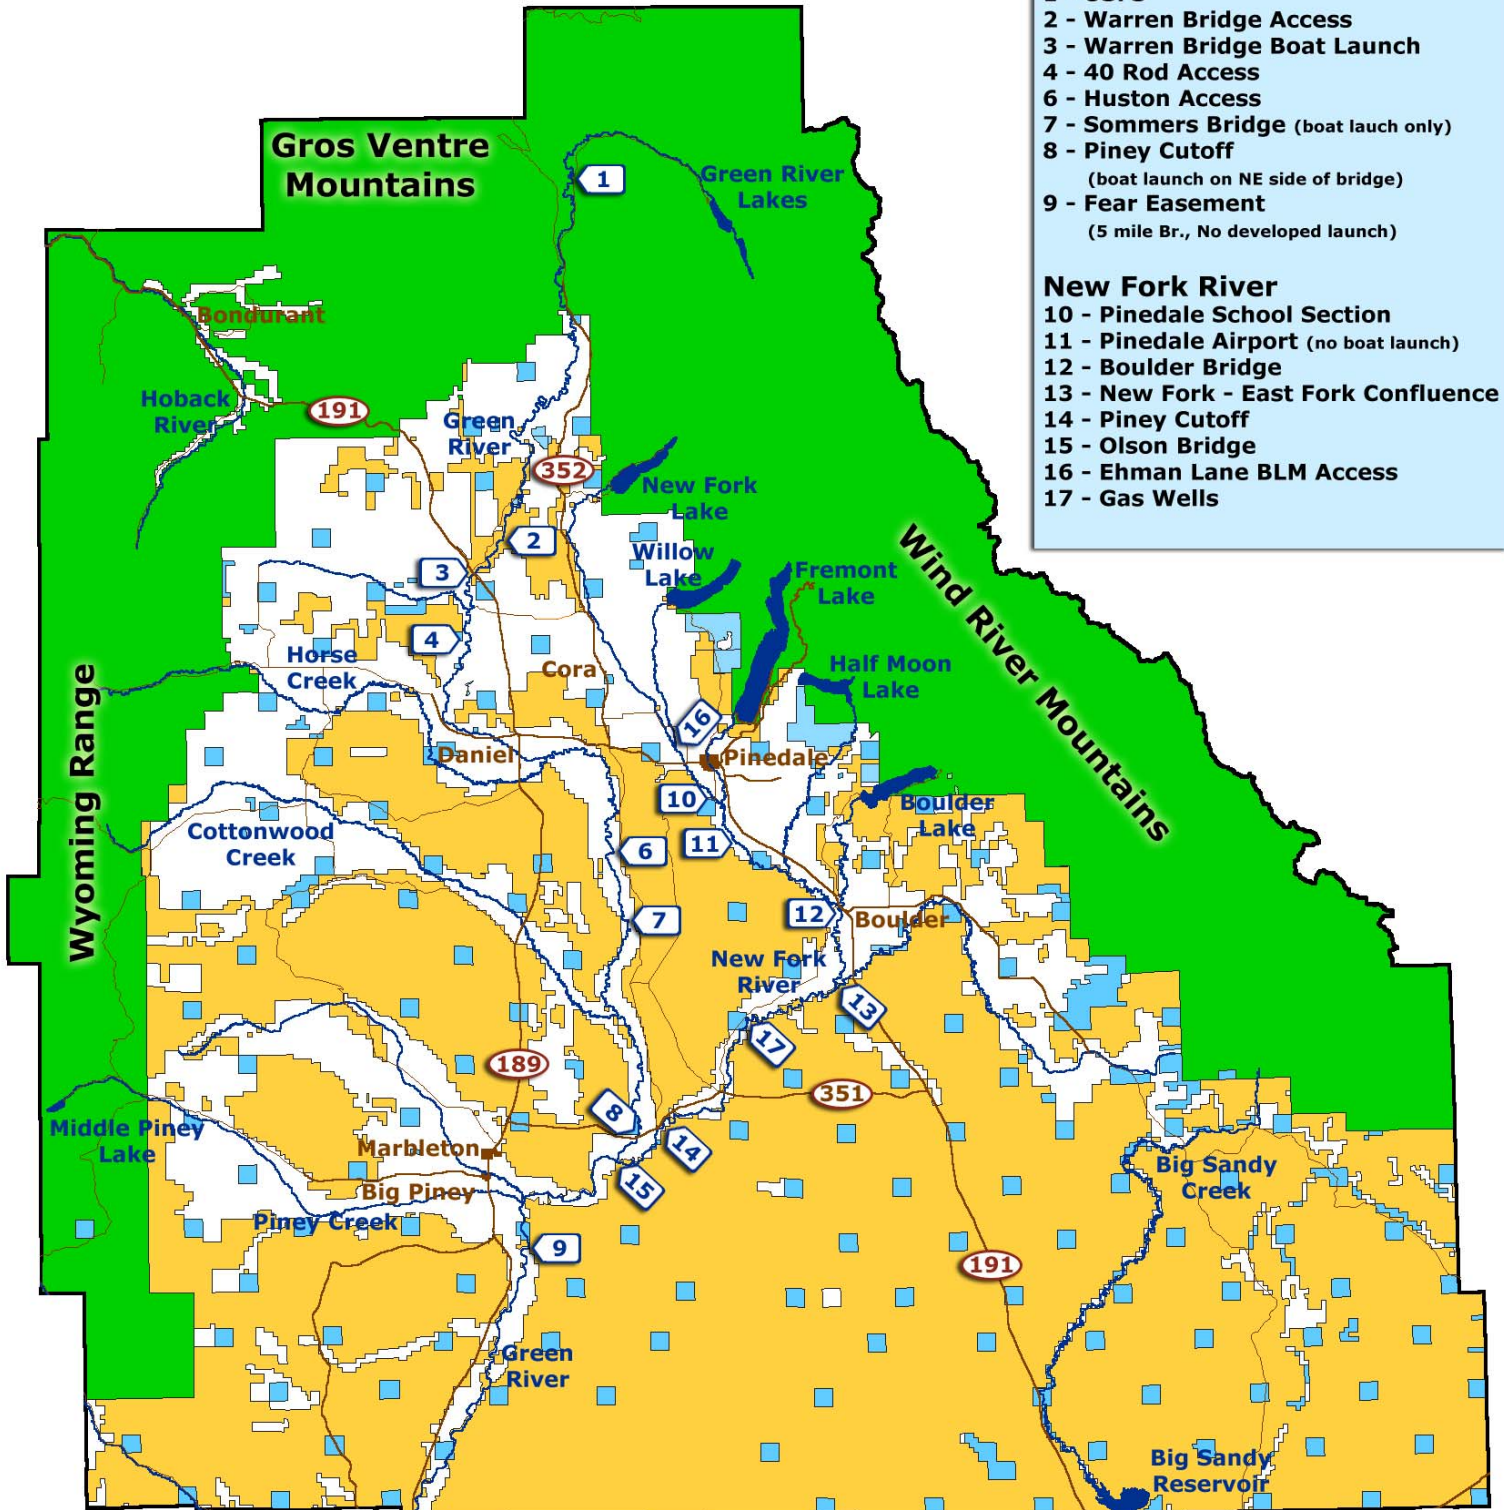 2 - Warren Bridge Access
3 - Warren Bridge Boat Launch
4 - 40 Rod Access
6 - Huston Access
7 - Sommers Bridge (boat lauch only)
8 - Piney Cutoff
(boat launch on NE side of bridge)
9 - Fear Easement
(5 mile Br., No developed launch)
New Fork River
10 - Pinedale School Section
11 - Pinedale Airport (no boat launch)
12 - Boulder Bridge
13 - New Fork - East Fork Confluence
14 - Piney Cutoff
15 - Olson Bridge
16 - Ehman Lane BLM Access
17 - Gas Wells
Gros Ventre
Mountains
1
Green River
Lakes
Bondurant
Hoback
River
191
Green
River
352
New Fork
Lake
2
Willow
Lake
3
Fremont
Lake
Wind River Mountains
4
Horse
Creek
Cora
Half Moon
Lake
Wyoming Range
16
Daniel
Pinedale
10
Boulder
Lake
Cottonwood
Creek
11
6
7
12
Boulder
New Fork
River
13
17
189
351
8
Middle Piney
Lake
Marbleton
14
15
Big Piney
Big Sandy
Creek
Piney Creek
9
191
Green
River
Big Sandy
Reservoir